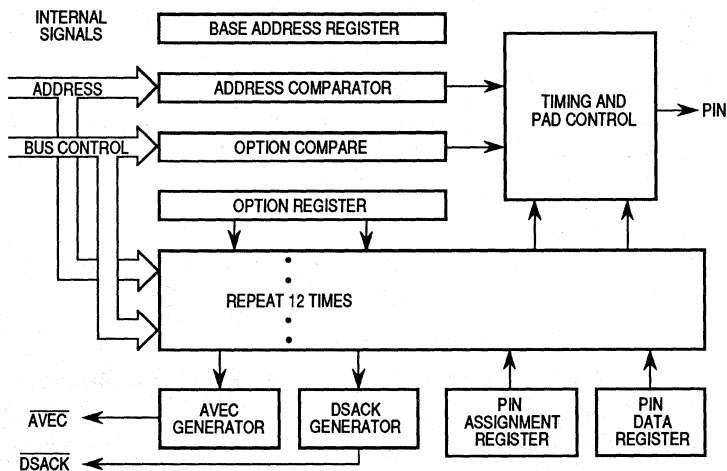 INTERNAL
SIGNALS
BASE ADDRESS REGISTER
ADDRESS
ADDRESS COMPARATOR
TIMING AND
PAD CONTROL
PIN
BUS CONTROL
OPTION COMPARE
OPTION REGISTER
REPEAT 12 TIMES
AVEC
GENERATOR
DSACK
GENERATOR
PIN
ASSIGNMENT
REGISTER
PIN
DATA
REGISTER
AVEC
DSACK